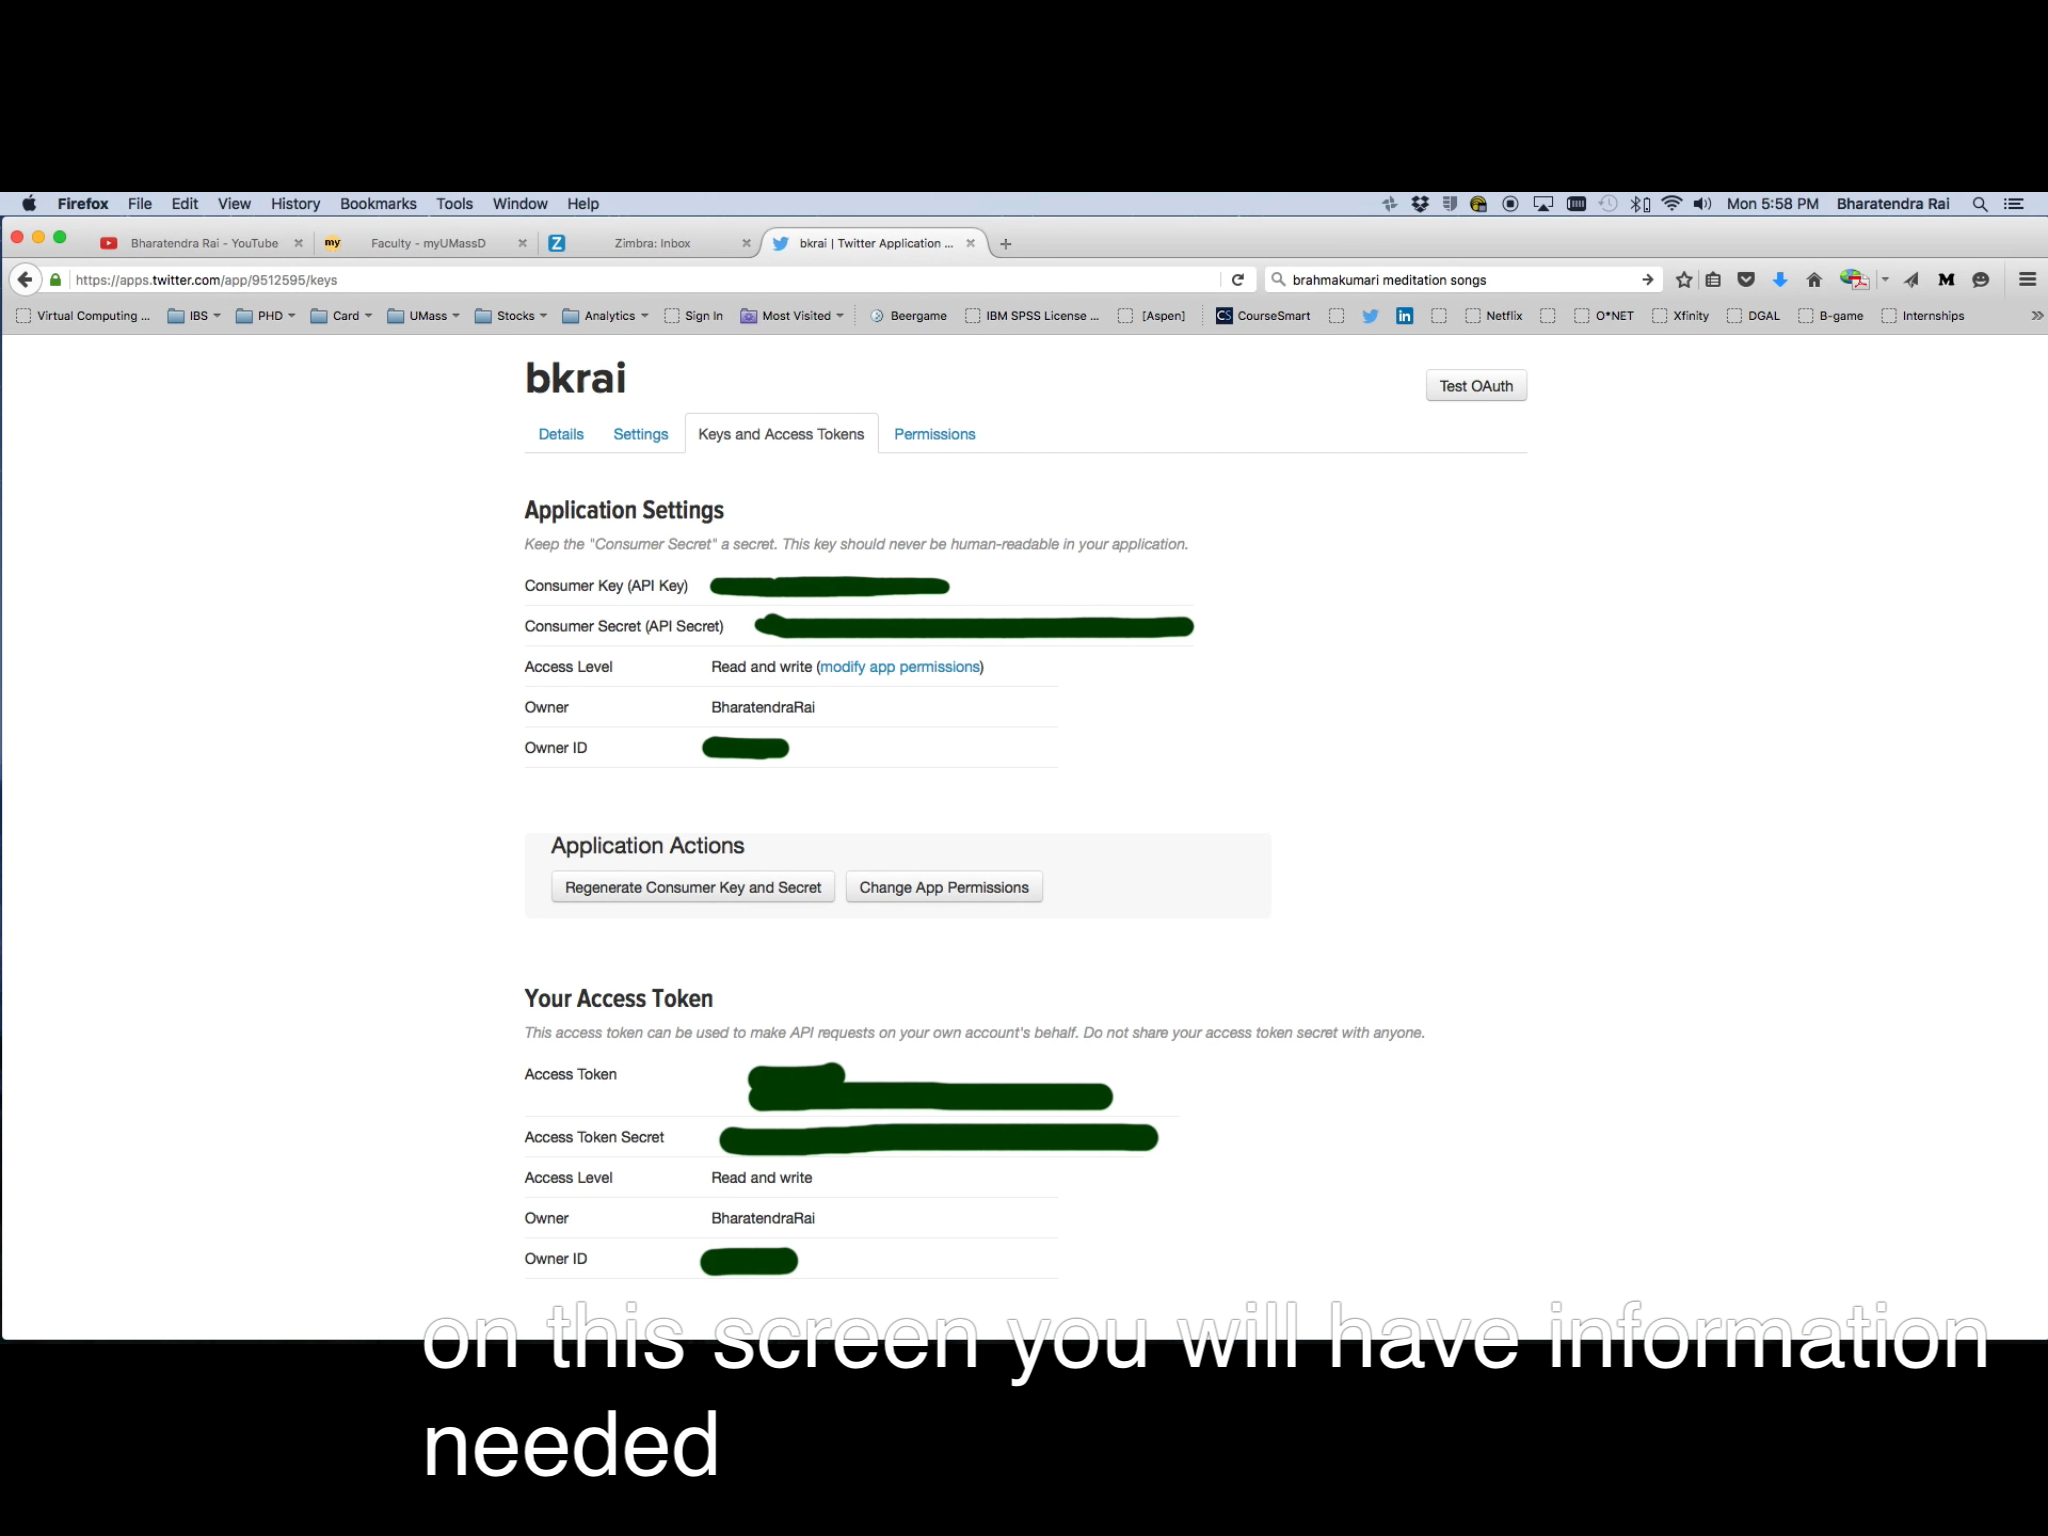 Firefox File Edit View History Bookmarks Tools Window Help Mon 5:58 PM Bharatendra Rai
Bharatendra Rai - YouTube my Faculty - myUMassD Z Zimbra: Inbox bkrai | Twitter Application ...
https://apps.twitter.com/app/9512595/keys brahmakumari meditation songs M
Virtual Computing ... IBS PHD Card UMass Stocks Analytics Sign In Most Visited Beergame IBM SPSS License ... [Aspen] CS CourseSmart in Netflix O*NET Xfinity DGAL B-game Internships
bkrai
Test OAuth
Details Settings Keys and Access Tokens Permissions
Application Settings
Keep the "Consumer Secret" a secret. This key should never be human-readable in your application.
Consumer Key (API Key)
Consumer Secret (API Secret)
Access Level Read and write (modify app permissions)
Owner BharatendraRai
Owner ID
Application Actions
Regenerate Consumer Key and Secret Change App Permissions
Your Access Token
This access token can be used to make API requests on your own account's behalf. Do not share your access token secret with anyone.
Access Token
Access Token Secret
Access Level Read and write
Owner BharatendraRai
Owner ID
on this screen you will have information
needed